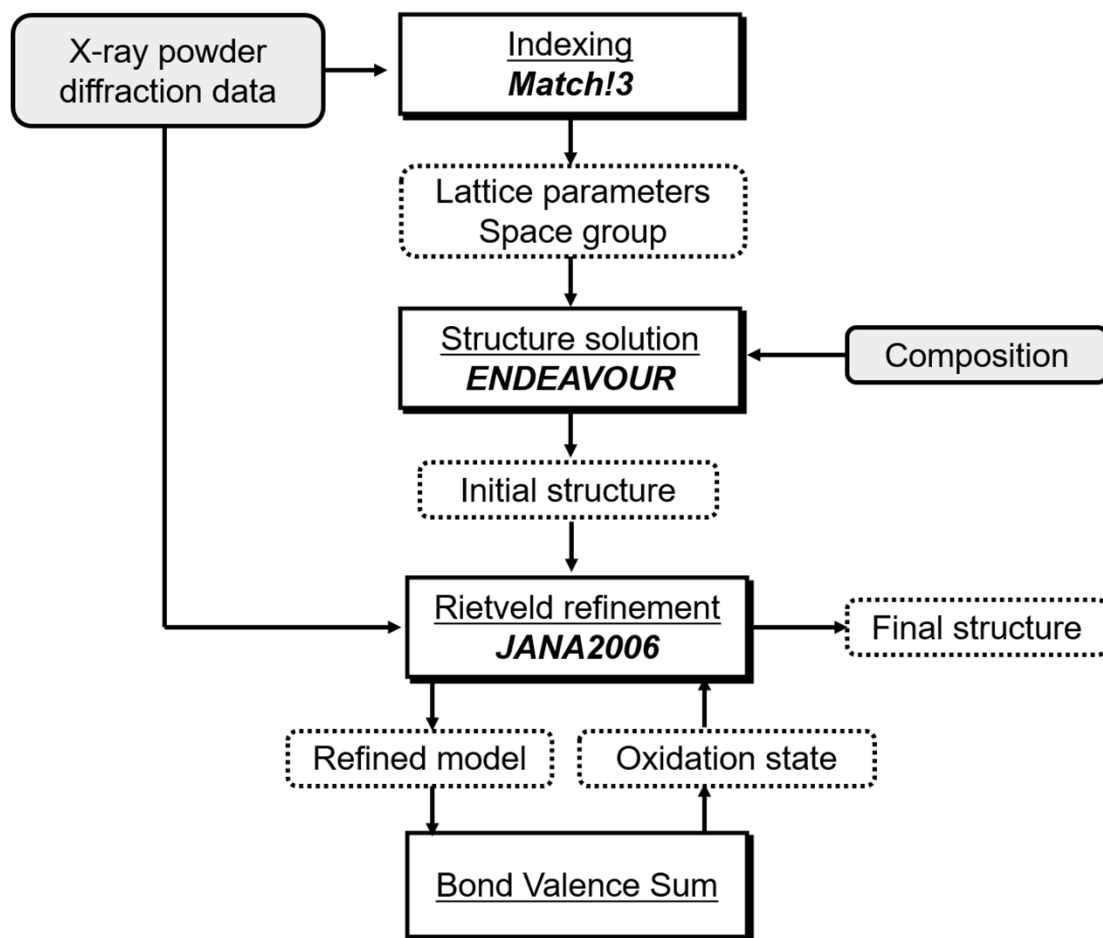 X-ray powder
diffraction data
Indexing
Match!3
Lattice parameters
Space group
Structure solution
ENDEAVOUR
Composition
Initial structure
Rietveld refinement
JANA2006
Final structure
Refined model
Oxidation state
Bond Valence Sum